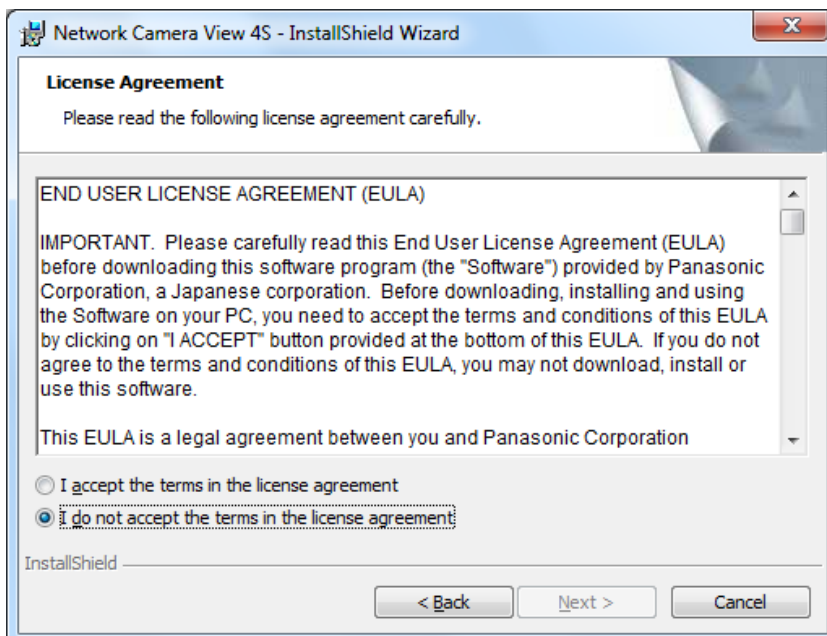 Network Camera View 4S - InstallShield Wizard
License Agreement
Please read the following license agreement carefully.
END USER LICENSE AGREEMENT (EULA)
IMPORTANT.  Please carefully read this End User License Agreement (EULA)
before downloading this software program (the "Software") provided by Panasonic
Corporation, a Japanese corporation.  Before downloading, installing and using
the Software on your PC, you need to accept the terms and conditions of this EULA
by clicking on "I ACCEPT" button provided at the bottom of this EULA.  If you do not
agree to the terms and conditions of this EULA, you may not download, install or
use this software.
This EULA is a legal agreement between you and Panasonic Corporation
I accept the terms in the license agreement
I do not accept the terms in the license agreement
InstallShield
< Back
Next >
Cancel